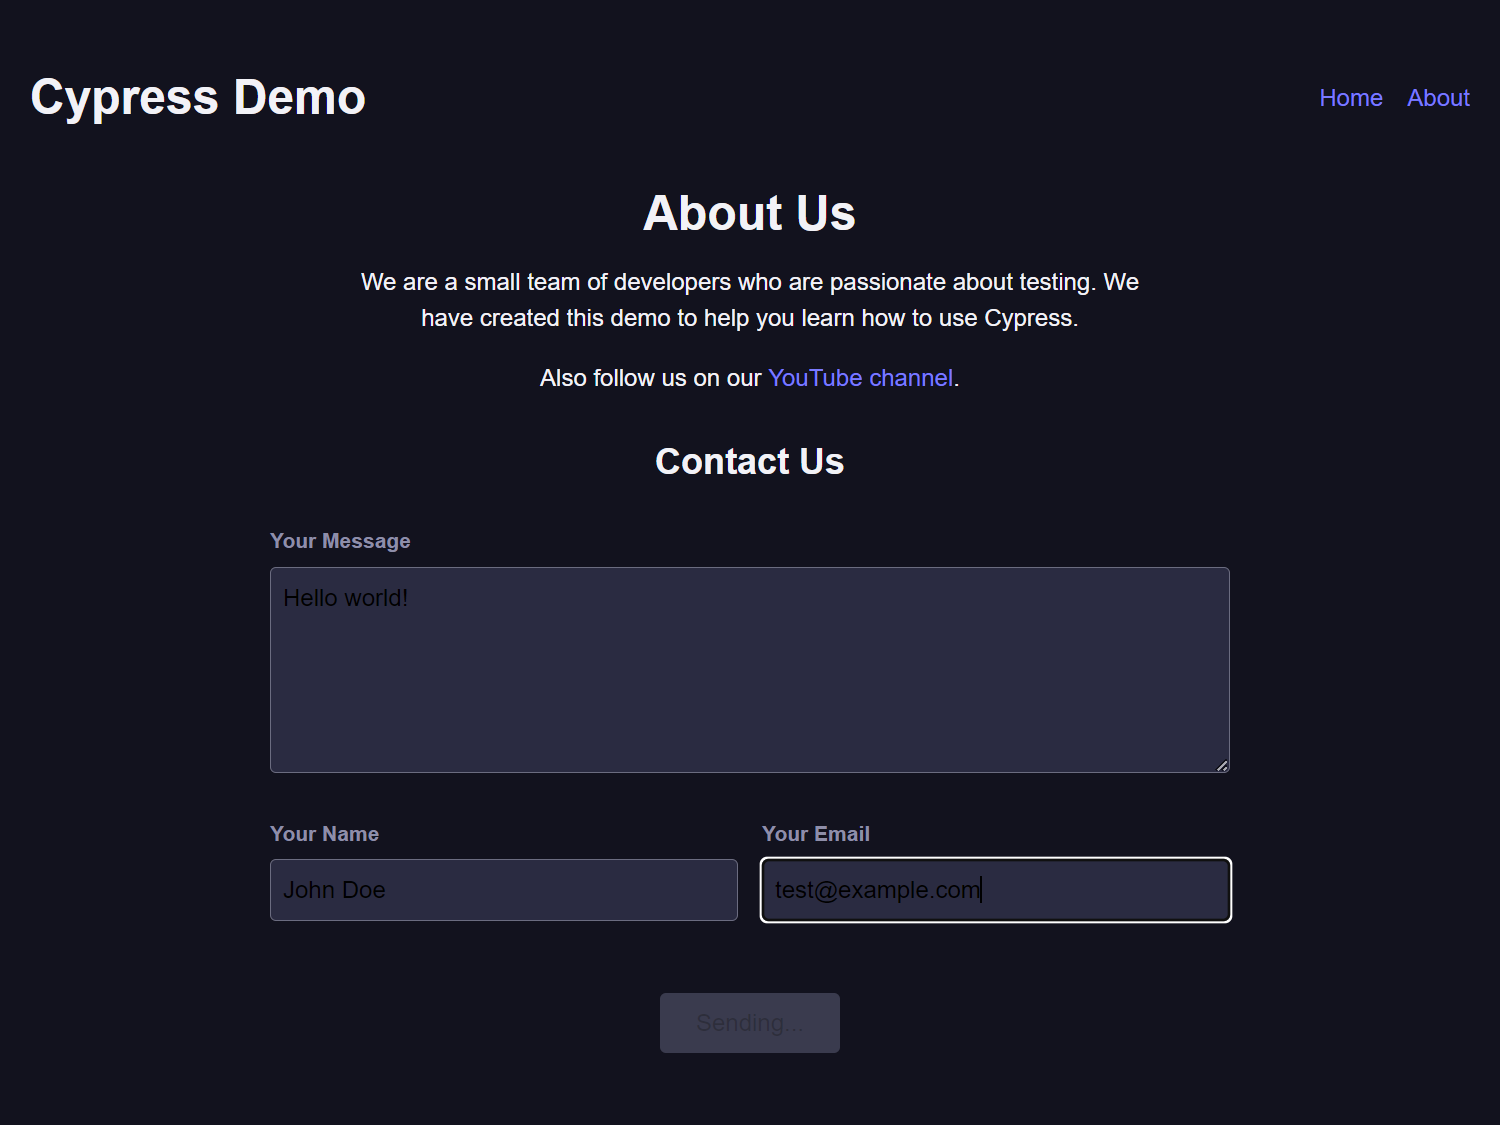 Cypress Demo
Home About
About Us
We are a small team of developers who are passionate about testing. We
have created this demo to help you learn how to use Cypress.
Also follow us on our YouTube channel.
Contact Us
Your Message
Hello world!
Your Name
Your Email
John Doe
test@example.com
Sending...